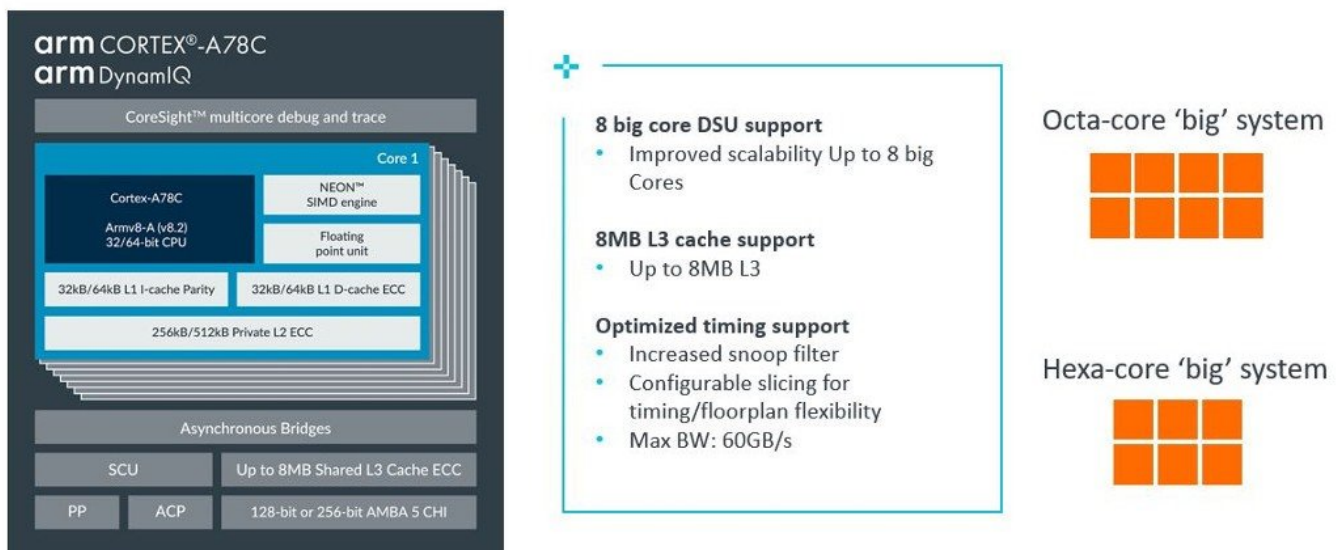 arm CORTEX®-A78C
arm DynamIQ
CoreSight™ multicore debug and trace
Core 1
Cortex-A78C
Armv8-A (v8.2)
32/64-bit CPU
NEON™
SIMD engine
Floating
point unit
32kB/64kB L1 I-cache Parity
32kB/64kB L1 D-cache ECC
256kB/512kB Private L2 ECC
Asynchronous Bridges
SCU
Up to 8MB Shared L3 Cache ECC
PP
ACP
128-bit or 256-bit AMBA 5 CHI
8 big core DSU support
• Improved scalability Up to 8 big
Cores
8MB L3 cache support
• Up to 8MB L3
Optimized timing support
• Increased snoop filter
• Configurable slicing for
timing/floorplan flexibility
• Max BW: 60GB/s
Octa-core ‘big’ system
Hexa-core ‘big’ system